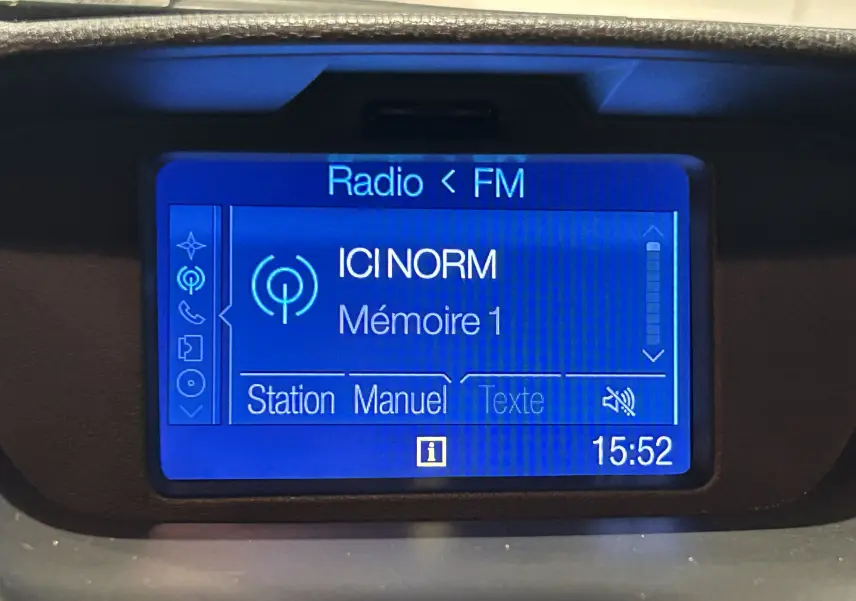 Radio < FM
ICI NORM
Mémoire 1
Station Manuel Texte
i
15:52